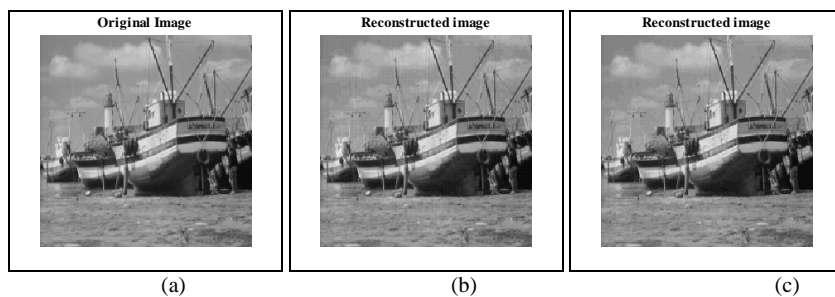 Original Image
Reconstructed image
Reconstructed image
(a)
(b)
(c)